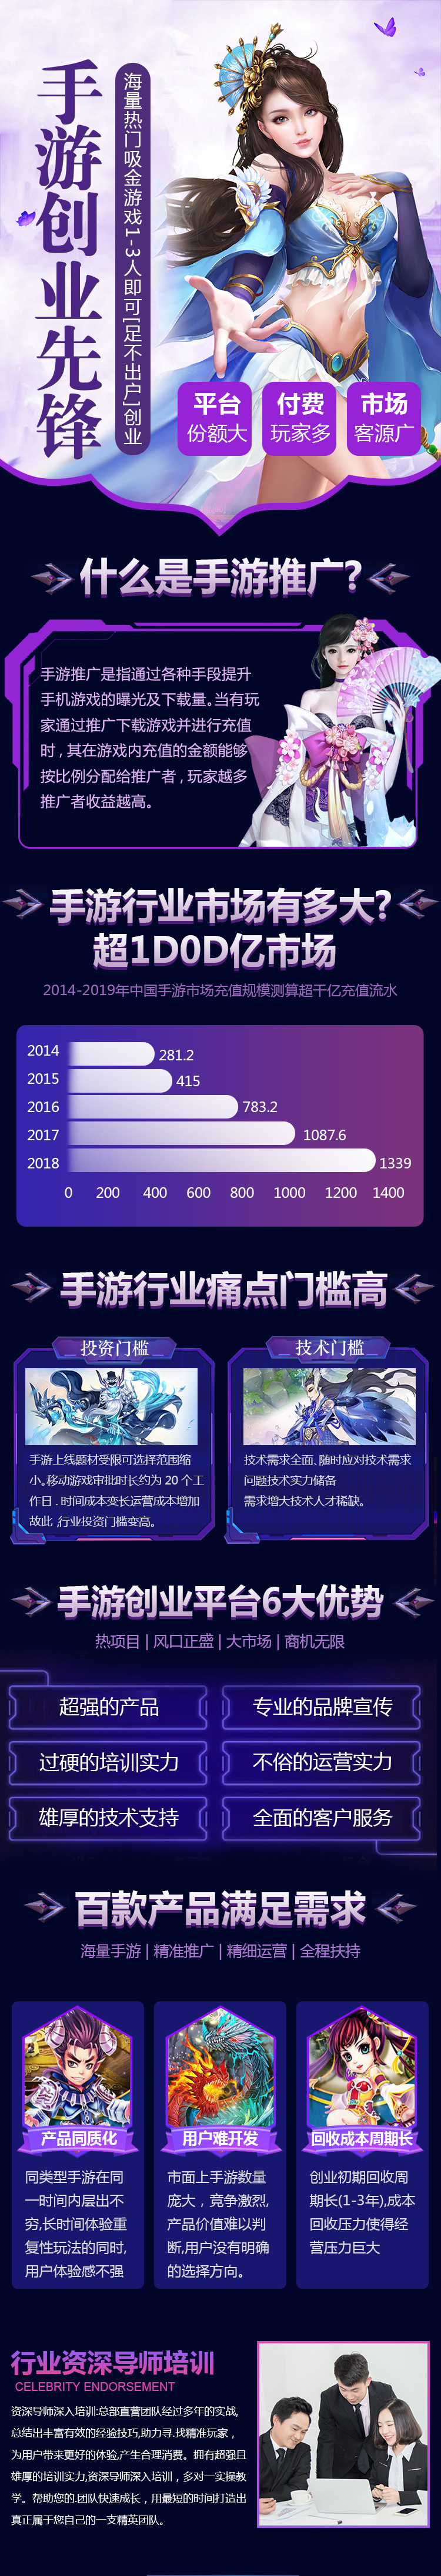 手游创业先锋
海量热门吸金游戏1-3人即可[足不出户]创业
平台
份额大
付费
玩家多
市场
客源广
什么是手游推广?
手游推广是指通过各种手段提升
手机游戏的曝光及下载量。当有玩
家通过推广下载游戏并进行充值
时,其在游戏内充值的金额能够
按比例分配给推广者,玩家越多
推广者收益越高。
手游行业市场有多大?
超1D0D亿市场
2014-2019年中国手游市场充值规模测算超千亿充值流水
2014 281.2
2015 415
2016 783.2
2017 1087.6
2018 1339
0 200 400 600 800 1000 1200 1400
手游行业痛点门槛高
投资门槛
手游上线题材受限可选择范围缩
小。移动游戏审批时长约为 20 个工
作日 . 时间成本变长运营成本增加
故此 ,行业投资门槛变高。
技术门槛
技术需求全面、随时应对技术需求
问题技术实力储备
需求增大技术人才稀缺。
手游创业平台6大优势
热项目 | 风口正盛 | 大市场 | 商机无限
超强的产品
专业的品牌宣传
过硬的培训实力
不俗的运营实力
雄厚的技术支持
全面的客户服务
百款产品满足需求
海量手游 | 精准推广 | 精细运营 | 全程扶持
产品同质化
同类型手游在同
一时间内层出不
穷,长时间体验重
复性玩法的同时,
用户体验感不强
用户难开发
市面上手游数量
庞大，竞争激烈,
产品价值难以判
断,用户没有明确
的选择方向。
回收成本周期长
创业初期回收周
期长(1-3年),成本
回收压力使得经
营压力巨大
行业资深导师培训
CELEBRITY ENDORSEMENT
资深导师深入培训:总部直营团队经过多年的实战,
总结出丰富有效的经验技巧,助力寻.找精准玩家，
为用户带来更好的体验,产生合理消费。拥有超强且
雄厚的培训实力,资深导师深入培训，多对一实操教
学。帮助您的.团队快速成长，用最短的时间打造出
真正属于您自己的一支精英团队。